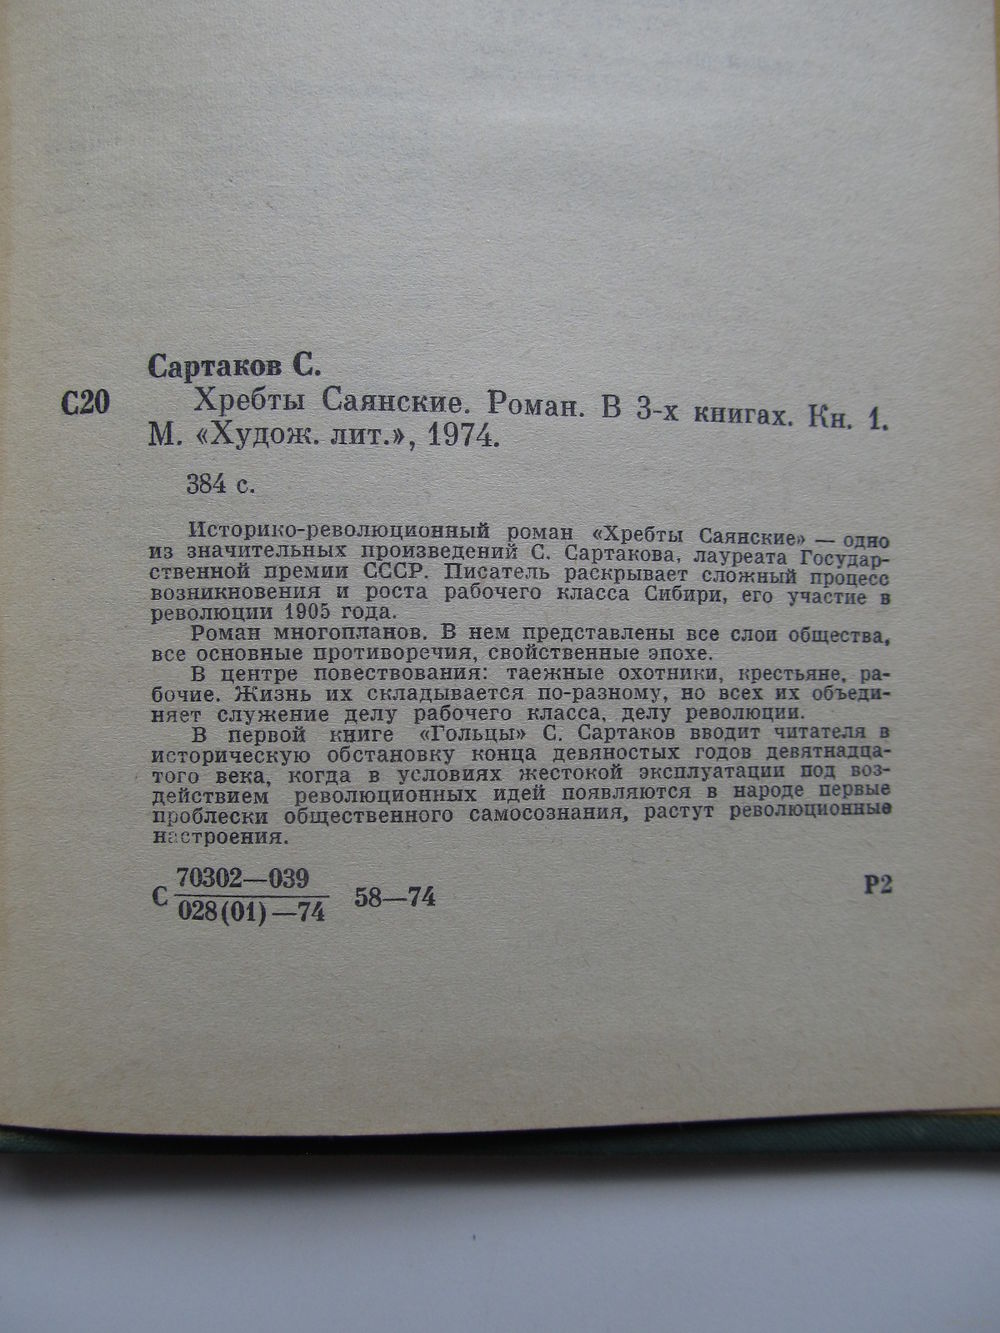 Сартаков С.
С20 Хребты Саянские. Роман. В 3-х книгах. Кн. 1.
М. «Худож. лит.», 1974.
384 с.
Историко-революционный роман «Хребты Саянские» — одно
из значительных произведений С. Сартакова, лауреата Государ-
ственной премии СССР. Писатель раскрывает сложный процесс
возникновения и роста рабочего класса Сибири, его участие в
революции 1905 года.
Роман многопланов. В нем представлены все слои общества,
все основные противоречия, свойственные эпохе.
В центре повествования: таежные охотники, крестьяне, ра-
бочие. Жизнь их складывается по-разному, но всех их объеди-
няет служение делу рабочего класса, делу революции.
В первой книге «Гольцы» С. Сартаков вводит читателя в
историческую обстановку конца девяностых годов девятнадца-
того века, когда в условиях жестокой эксплуатации под воз-
действием революционных идей появляются в народе первые
проблески общественного самосознания, растут революционные
настроения.
С 70302—039
028(01)—74 58—74 Р2